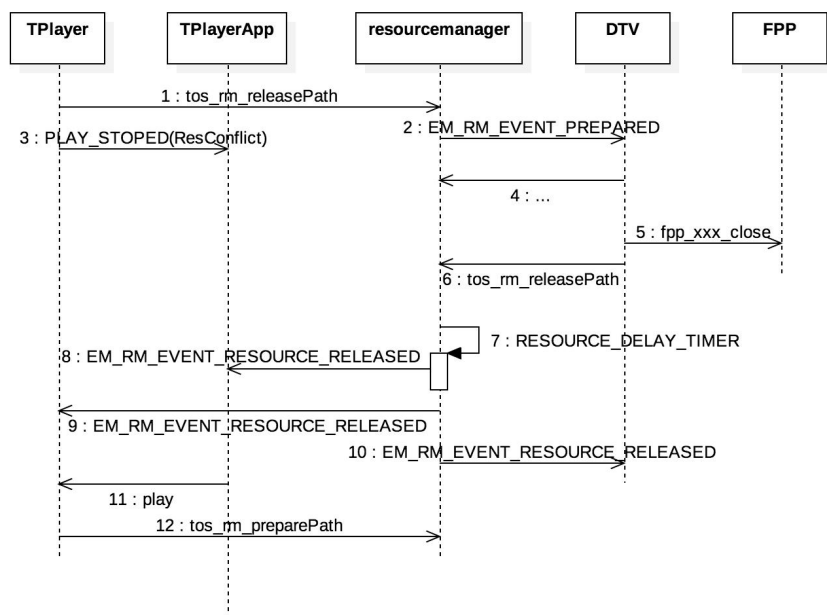 TPlayer
TPlayerApp
resourcemanager
DTV
FPP
1 : tos_rm_releasePath
2 : EM_RM_EVENT_PREPARED
3 : PLAY_STOPED(ResConflict)
4 : ...
5 : fpp_xxx_close
6 : tos_rm_releasePath
7 : RESOURCE_DELAY_TIMER
8 : EM_RM_EVENT_RESOURCE_RELEASED
9 : EM_RM_EVENT_RESOURCE_RELEASED
10 : EM_RM_EVENT_RESOURCE_RELEASED
11 : play
12 : tos_rm_preparePath